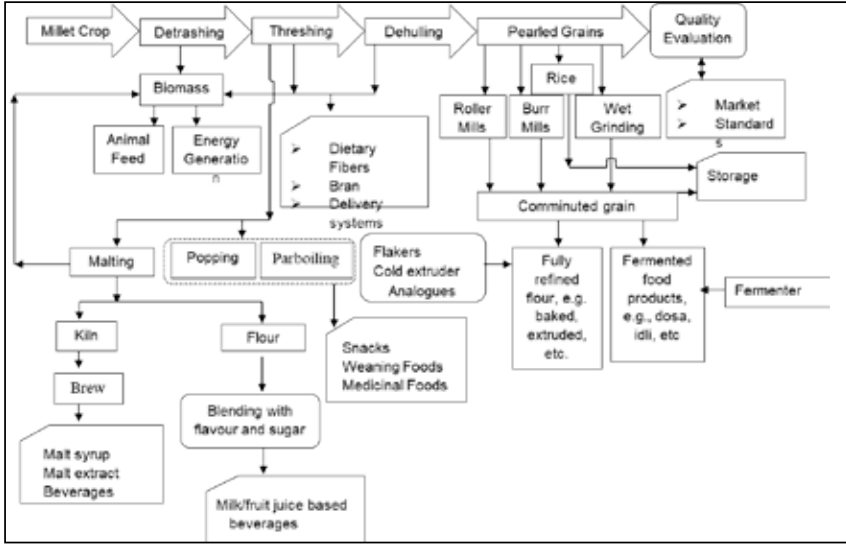 Millet Crop
Detrashing
Threshing
Dehulling
Pearled Grains
Quality
Evaluation
Biomass
Rice
Roller
Mills
Burr
Mills
Wet
Grinding
➤ Market
➤ Standard
s
Animal
Feed
Energy
Generatio
n
➤ Dietary
Fibers
➤ Bran
➤ Delivery
systems
Storage
Comminuted grain
Malting
Popping
Parboiling
Flakers
Cold extruder
Analogues
Fully
refined
flour, e.g.
baked,
extruded,
etc.
Fermented
food
products,
e.g., dosa,
idli, etc
Fermenter
Kiln
Flour
Snacks
Weaning Foods
Medicinal Foods
Brew
Blending with
flavour and sugar
Malt syrup
Malt extract
Beverages
Milk/fruit juice based
beverages